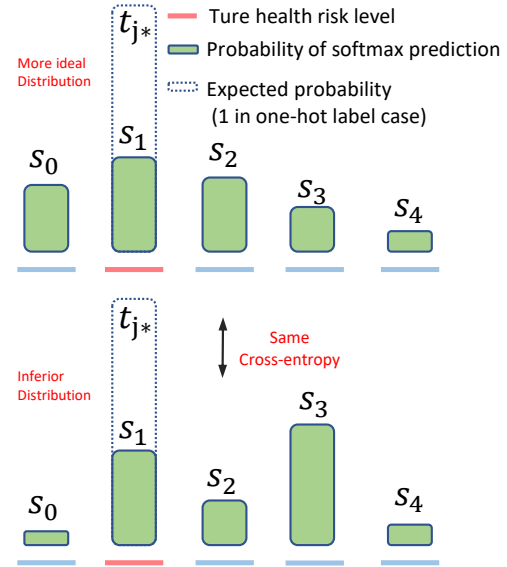 Ture health risk level
Probability of softmax prediction
Expected probability
(1 in one-hot label case)
More ideal
Distribution
t_{j*}
s_0
s_1
s_2
s_3
s_4
Same
Cross-entropy
Inferior
Distribution
t_{j*}
s_0
s_1
s_2
s_3
s_4